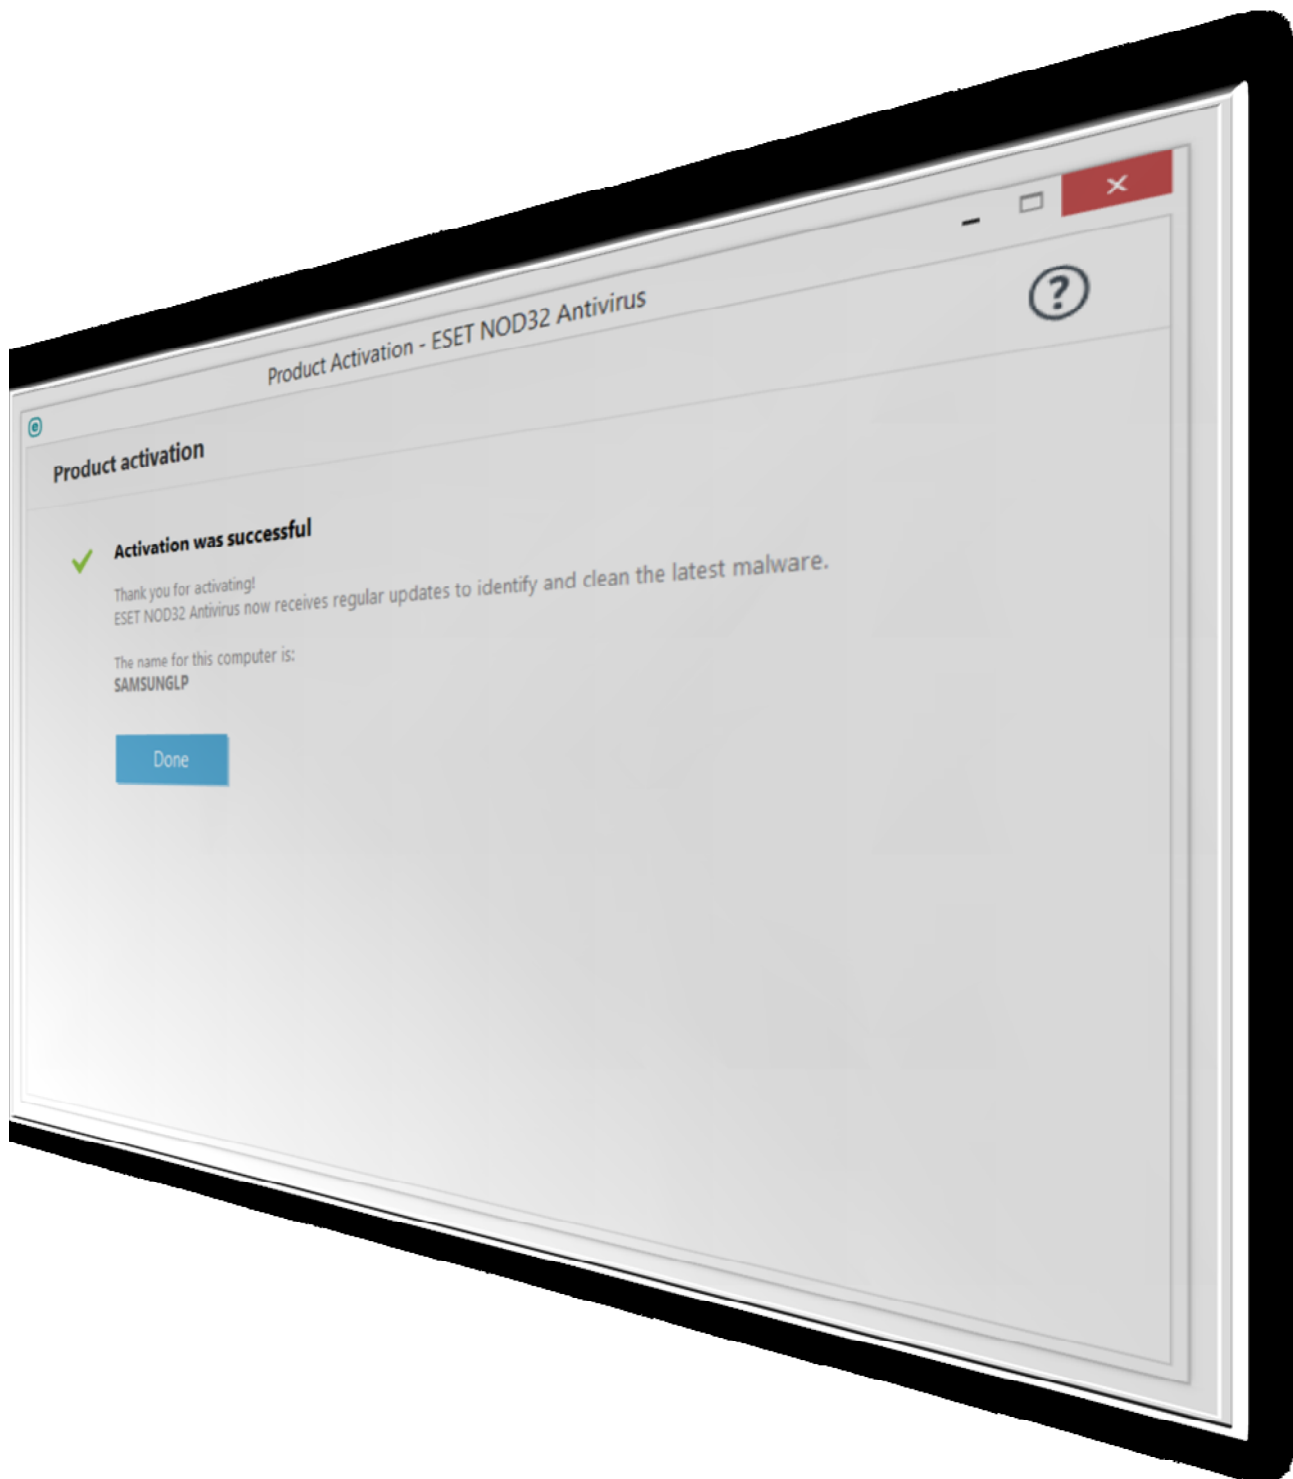 Product Activation - ESET NOD32 Antivirus
Product activation
Activation was successful
Thank you for activating!
ESET NOD32 Antivirus now receives regular updates to identify and clean the latest malware.
The name for this computer is:
SAMSUNGLP
Done